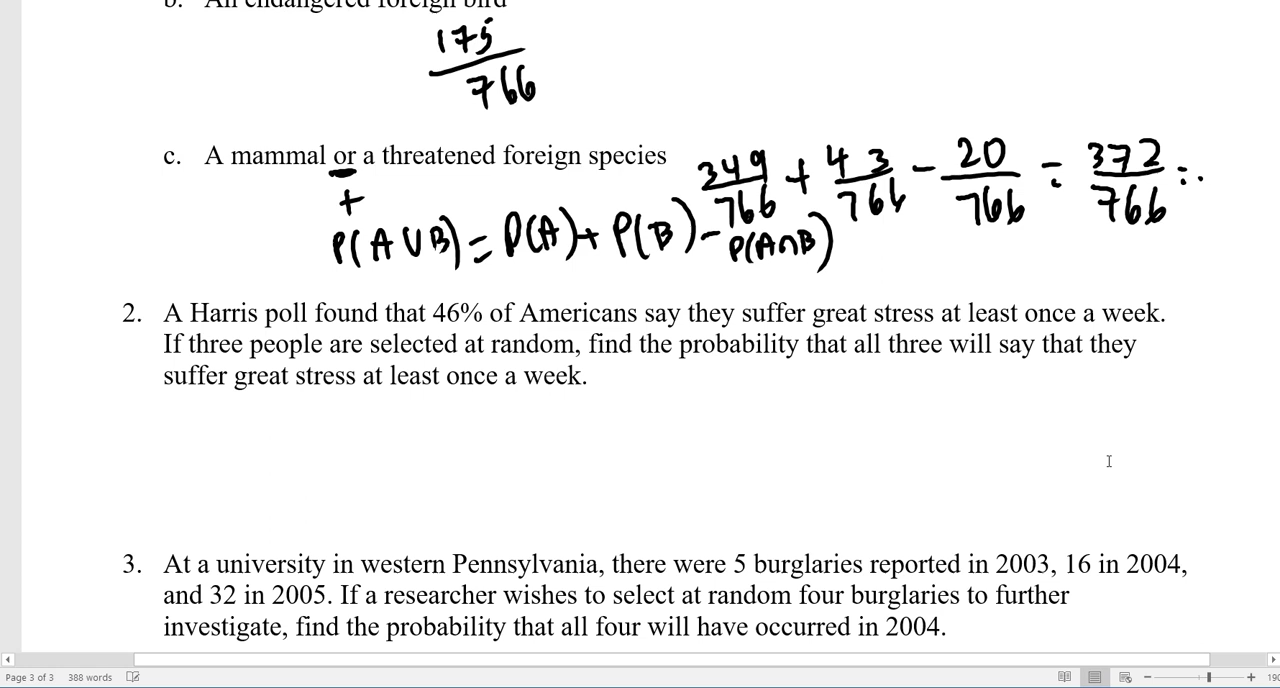 b. An endangered foreign bird
175
766
c. A mammal or a threatened foreign species
349/766 + 43/766 - 20/766 = 372/766 = .
+
P(A∪B) = P(A) + P(B) - P(A∩B)
2. A Harris poll found that 46% of Americans say they suffer great stress at least once a week.
If three people are selected at random, find the probability that all three will say that they
suffer great stress at least once a week.
3. At a university in western Pennsylvania, there were 5 burglaries reported in 2003, 16 in 2004,
and 32 in 2005. If a researcher wishes to select at random four burglaries to further
investigate, find the probability that all four will have occurred in 2004.
Page 3 of 3 388 words
190